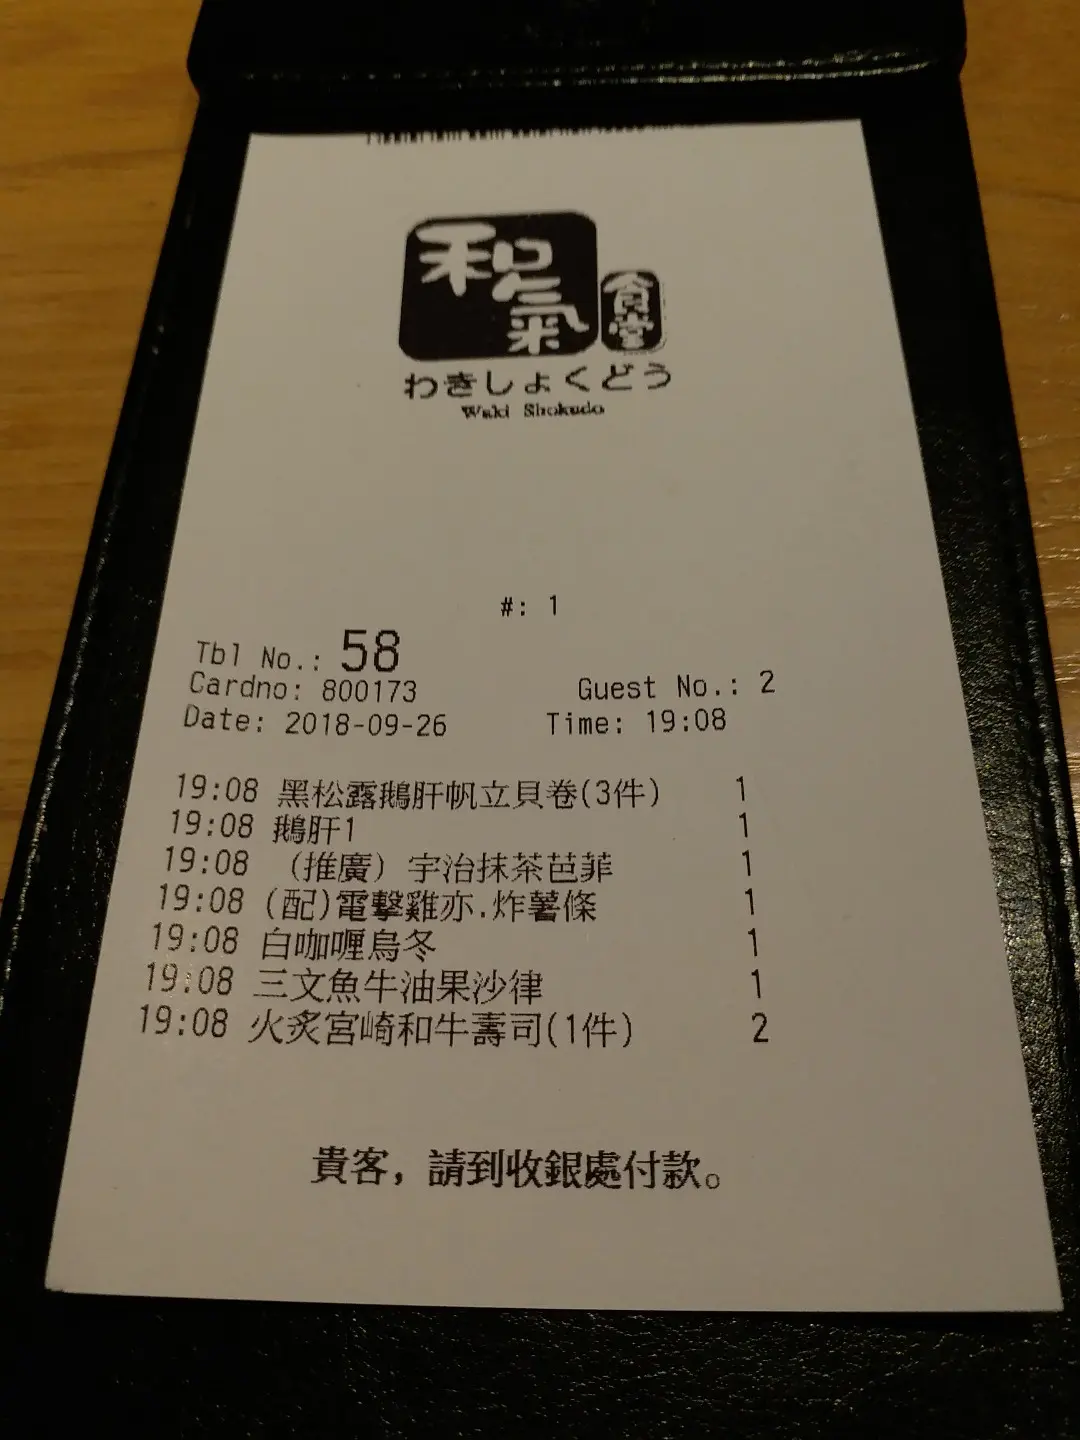 和氣食堂
わきしょくどう
Waki Shokudo
#: 1
Tbl No.: 58
Cardno: 800173 Guest No.: 2
Date: 2018-09-26 Time: 19:08
19:08 黑松露鵝肝帆立貝卷(3件) 1
19:08 鵝肝1 1
19:08 (推廣) 宇治抹茶芭菲 1
19:08 (配)電擊雞亦.炸薯條 1
19:08 白咖喱烏冬 1
19:08 三文魚牛油果沙律 1
19:08 火炙宮崎和牛壽司(1件) 2
貴客，請到收銀處付款。